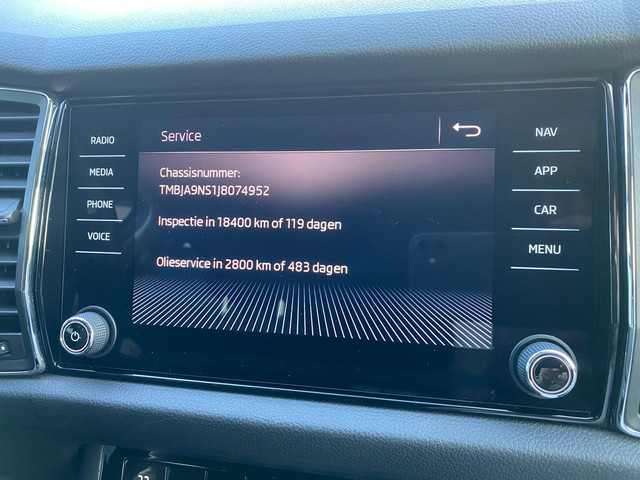 Service
Chassisnummer:
TMBJA9NS1J8074952
Inspectie in 18400 km of 119 dagen
Olieservice in 2800 km of 483 dagen
RADIO
MEDIA
PHONE
VOICE
NAV
APP
CAR
MENU